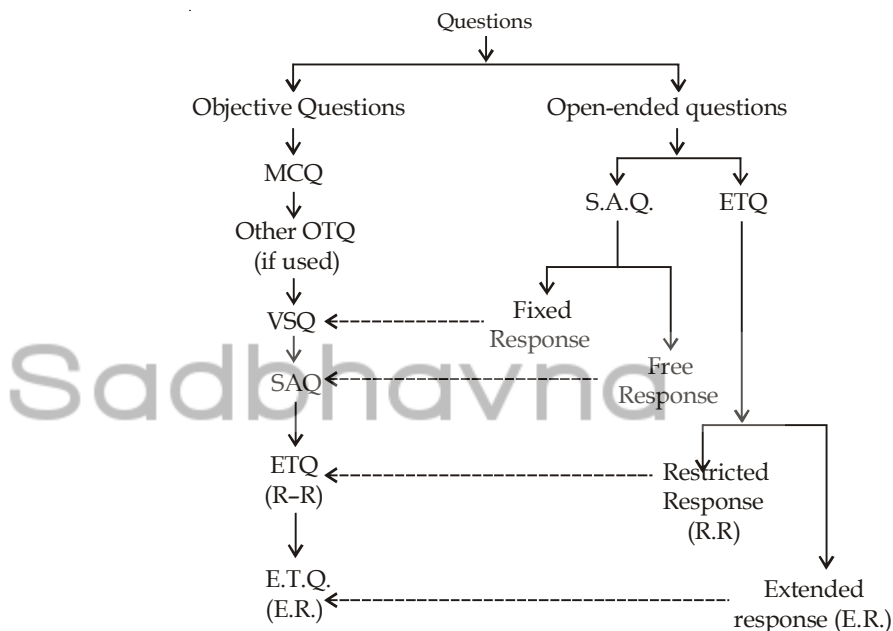 Questions
Objective Questions
Open-ended questions
MCQ
S.A.Q.
ETQ
Other OTQ
(if used)
Fixed
Response
VSQ
Free
Response
SAQ
Sadbhavna
ETQ
(R–R)
Restricted
Response
(R.R)
E.T.Q.
(E.R.)
Extended
response (E.R.)